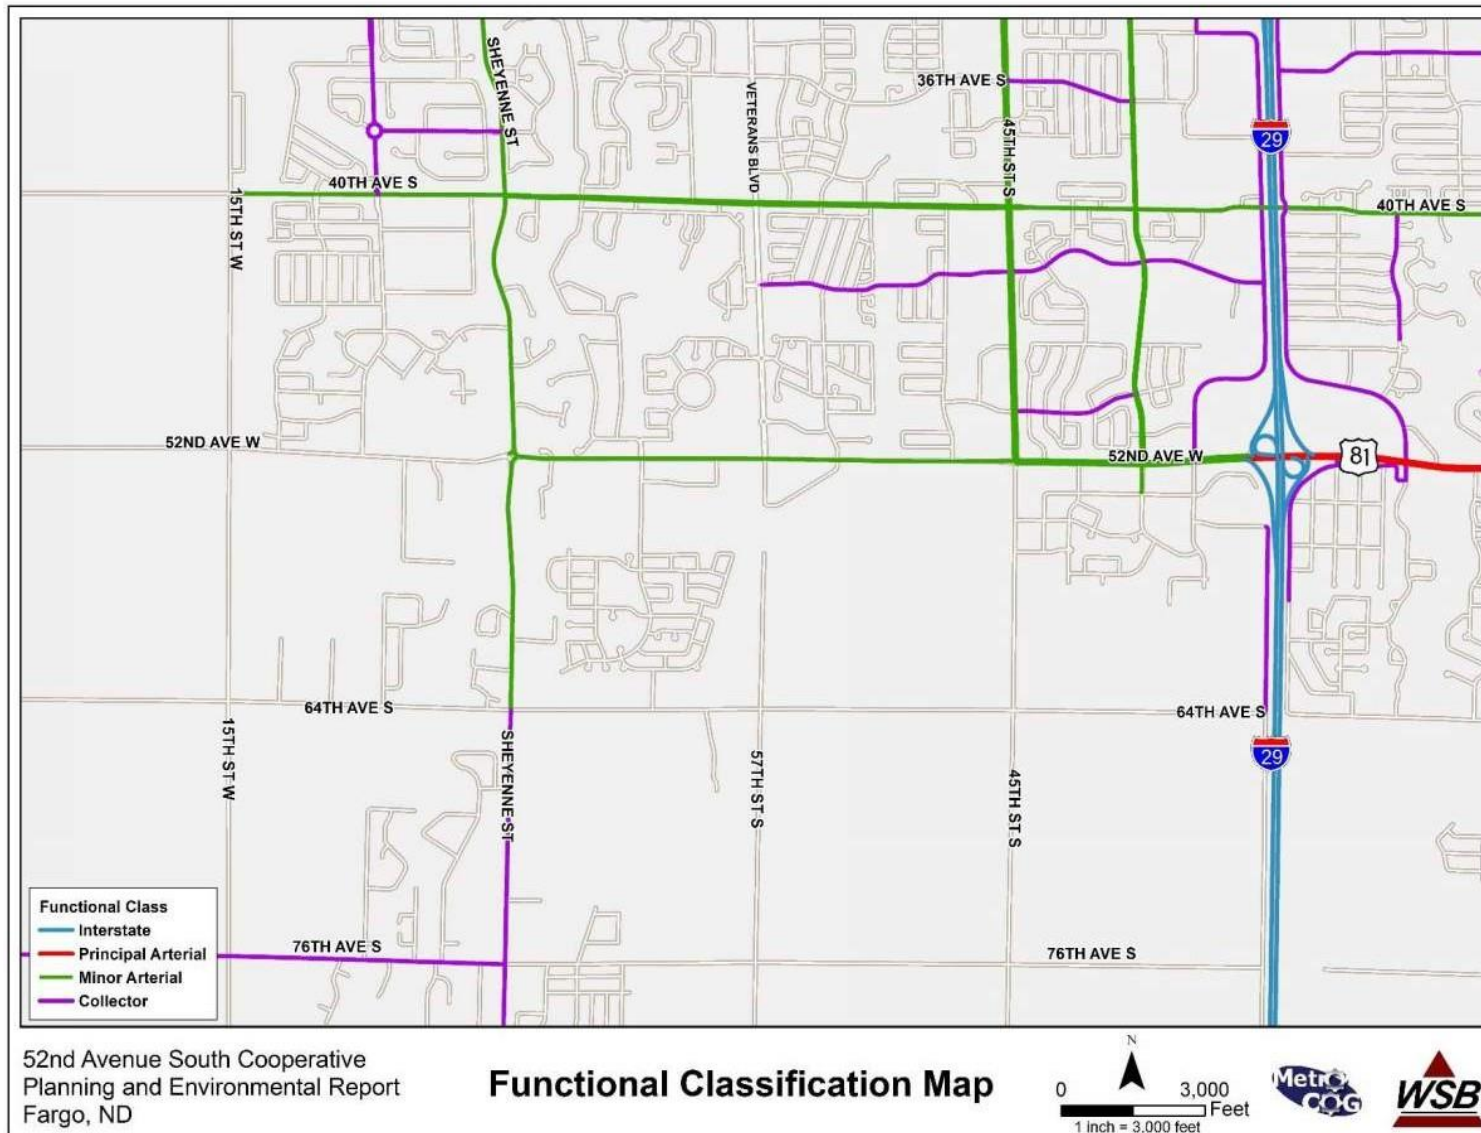 SHEYENNE ST
VETERANS BLVD
36TH AVE S
45TH ST S
29
40TH AVE S
40TH AVE S
15TH ST W
52ND AVE W
52ND AVE W
81
64TH AVE S
64TH AVE S
15TH ST W
SHEYENNE ST
57TH ST S
45TH ST S
29
76TH AVE S
76TH AVE S
Functional Class
Interstate
Principal Arterial
Minor Arterial
Collector
52nd Avenue South Cooperative
Planning and Environmental Report
Fargo, ND
Functional Classification Map
N
0 3,000
Feet
1 inch = 3,000 feet
Metro
COG
WSB